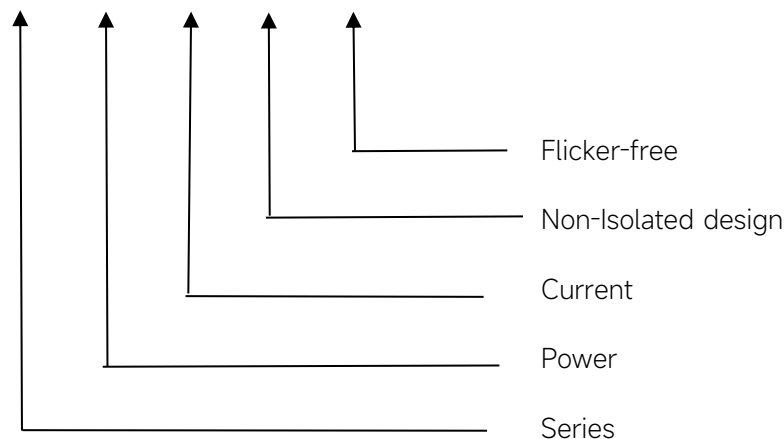 Flicker-free
Non-Isolated design
Current
Power
Series